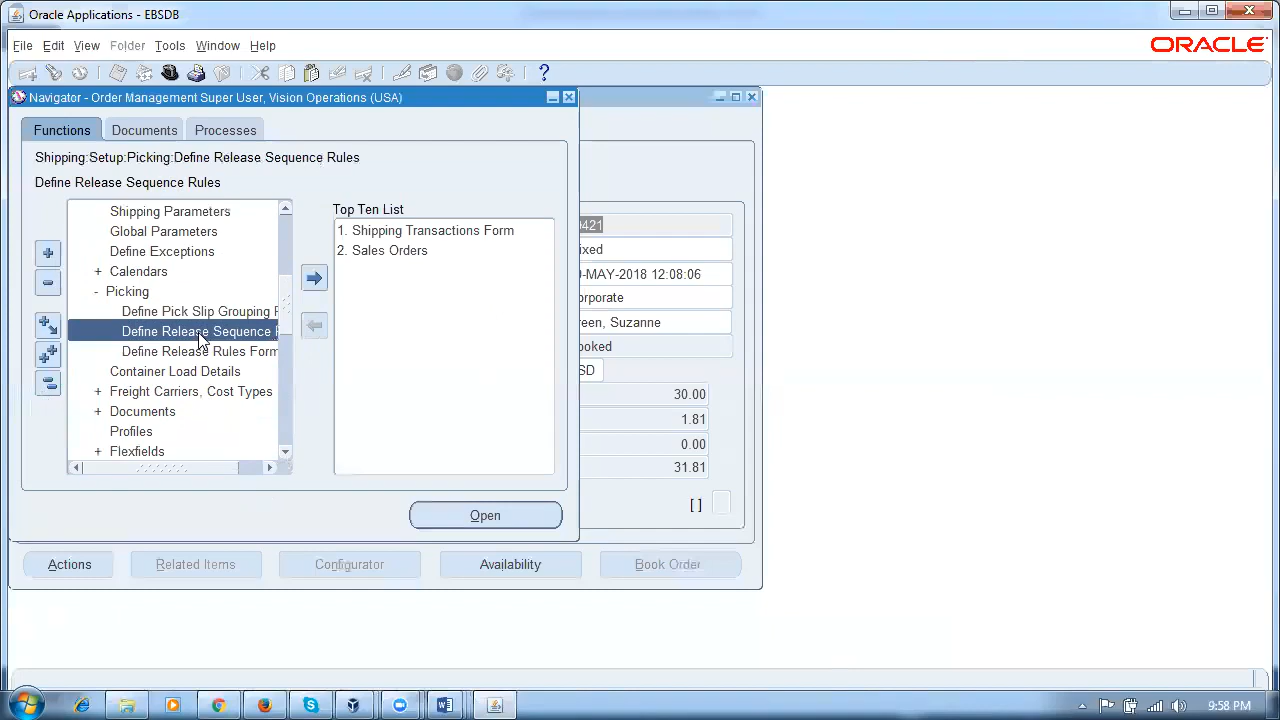 Oracle Applications - EBSDB
File Edit View Folder Tools Window Help
ORACLE
Navigator - Order Management Super User, Vision Operations (USA)
Functions Documents Processes
Shipping:Setup:Picking:Define Release Sequence Rules
Define Release Sequence Rules
Shipping Parameters
Global Parameters
Define Exceptions
+ Calendars
- Picking
Define Pick Slip Grouping
Define Release Sequence
Define Release Rules Form
Container Load Details
+ Freight Carriers, Cost Types
+ Documents
Profiles
+ Flexfields
Top Ten List
1. Shipping Transactions Form
2. Sales Orders
Open
421
ixed
-MAY-2018 12:08:06
orporate
reen, Suzanne
ooked
SD
30.00
1.81
0.00
31.81
[ ]
Actions Related Items Configurator Availability Book Order
9:58 PM